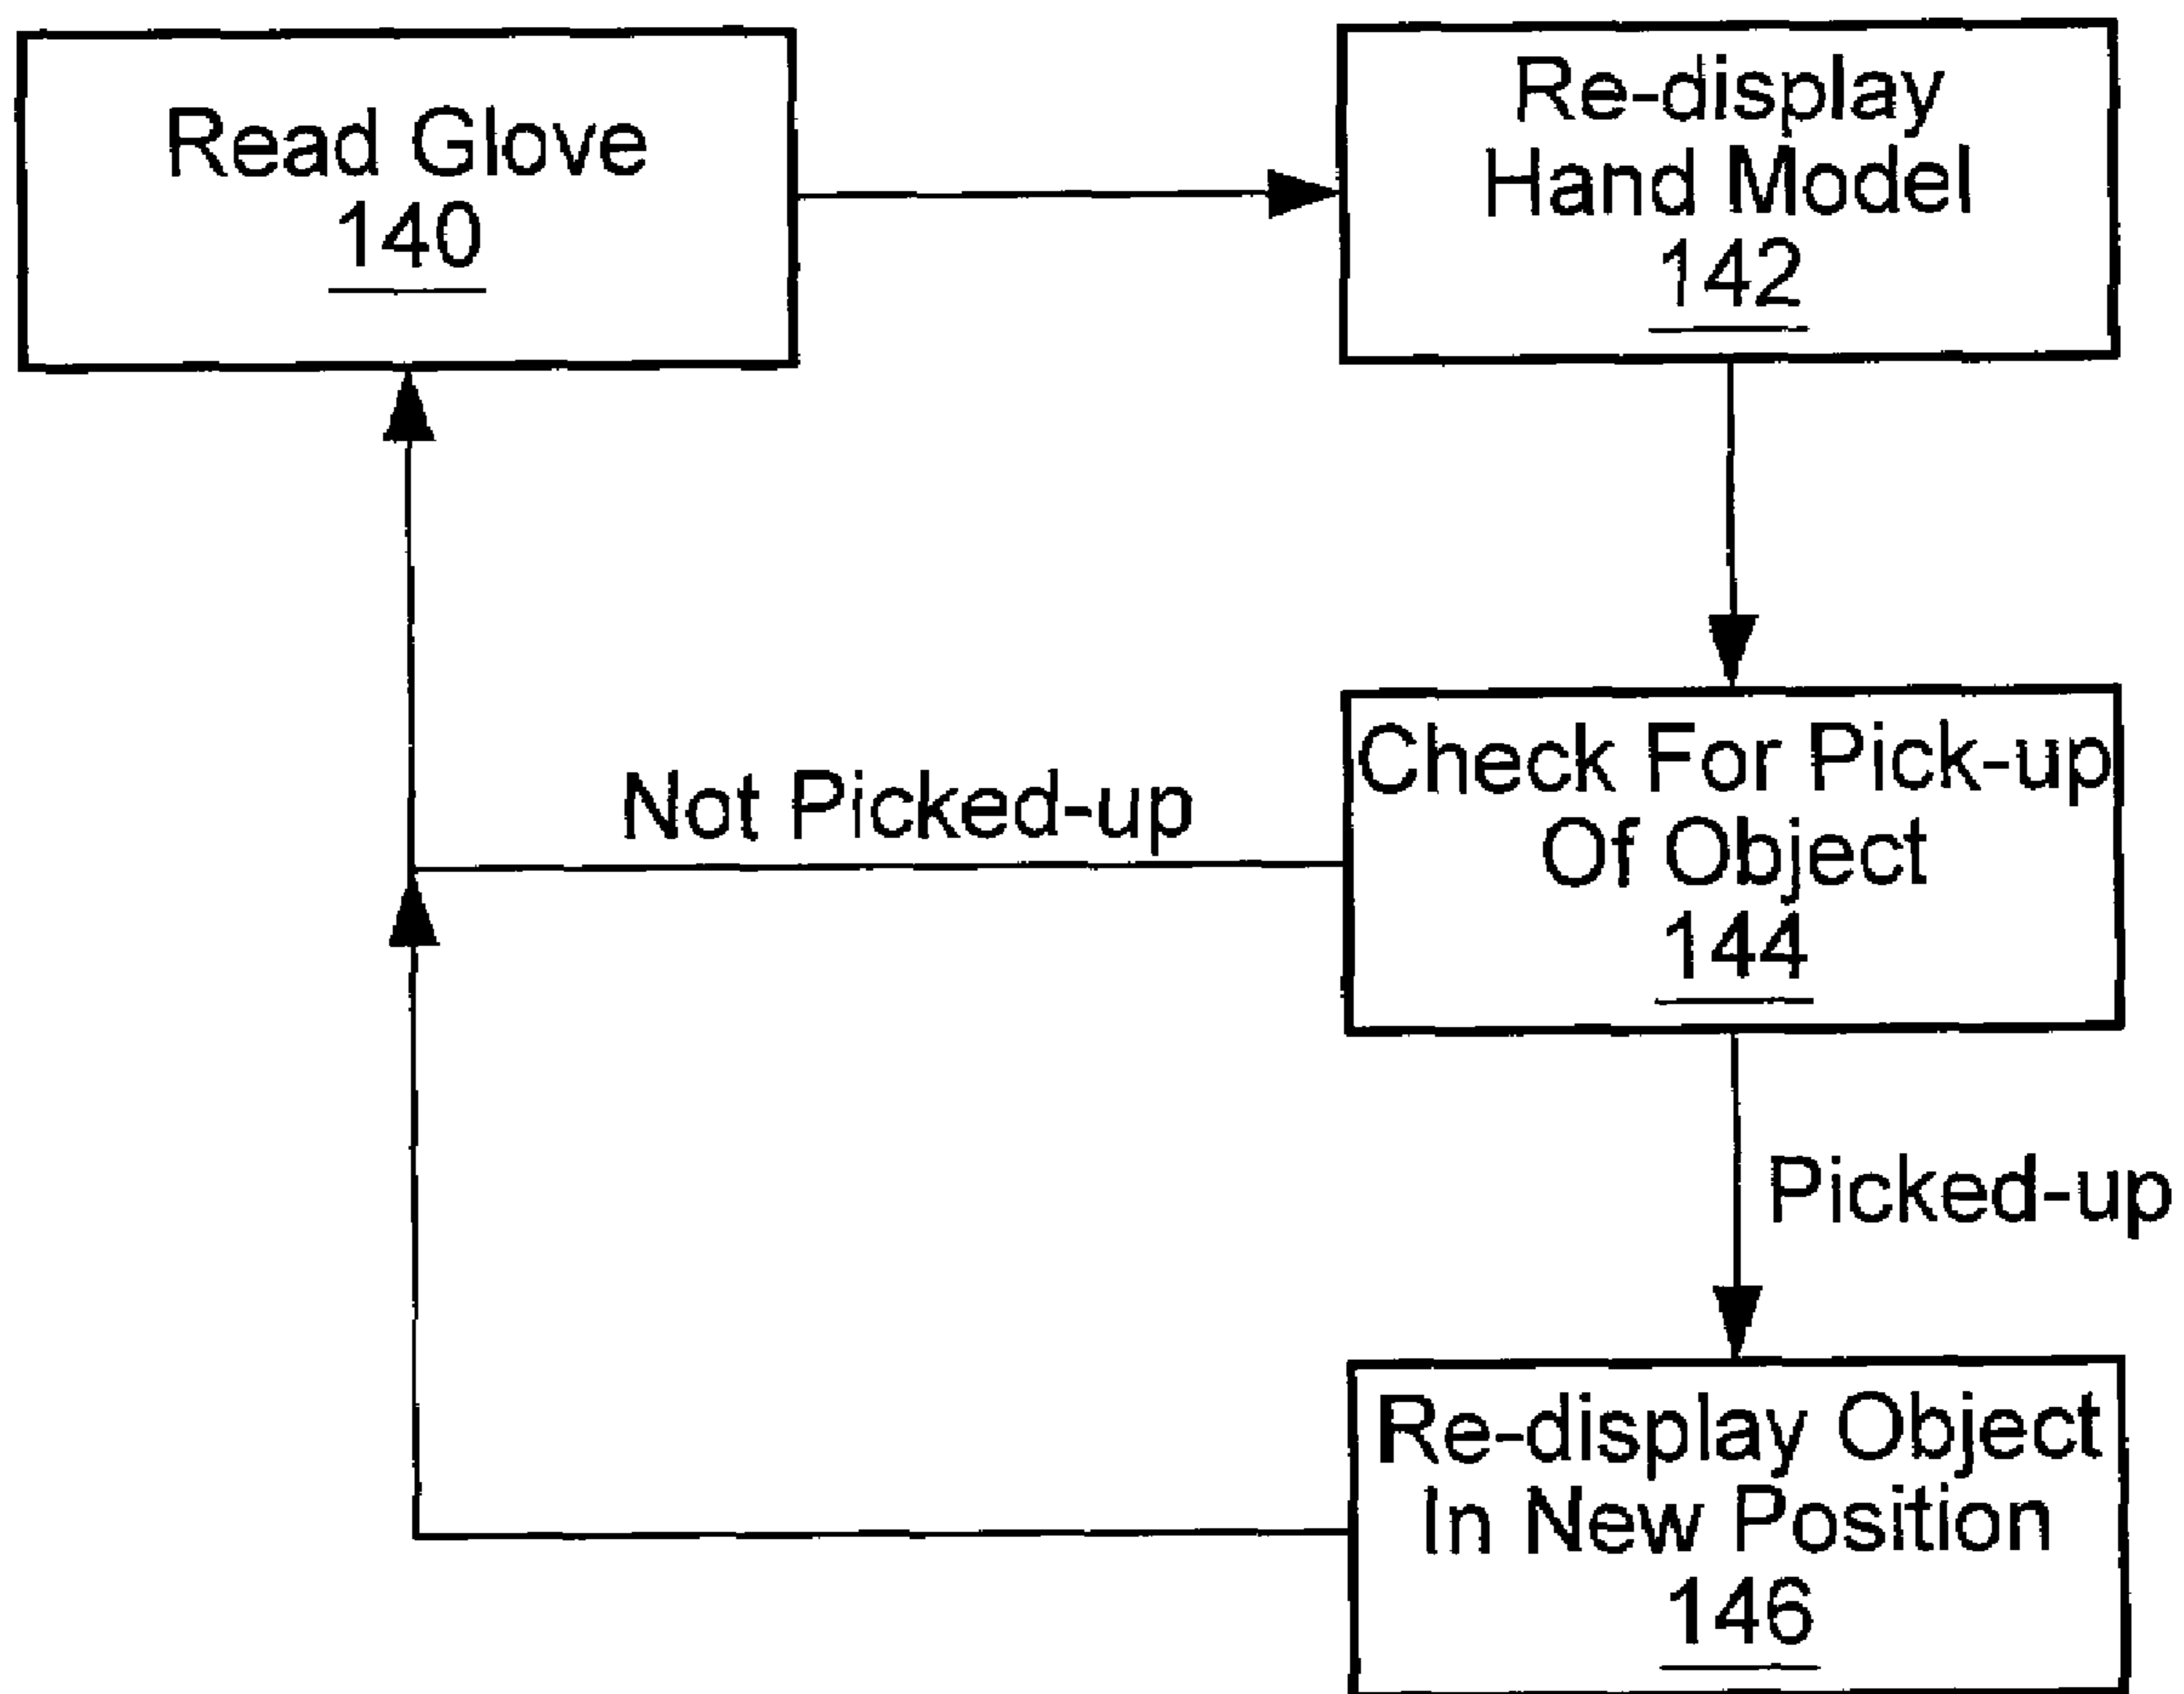 Read Glove
140
Re-display
Hand Model
142
Check For Pick-up
Of Object
144
Not Picked-up
Picked-up
Re-display Object
In New Position
146